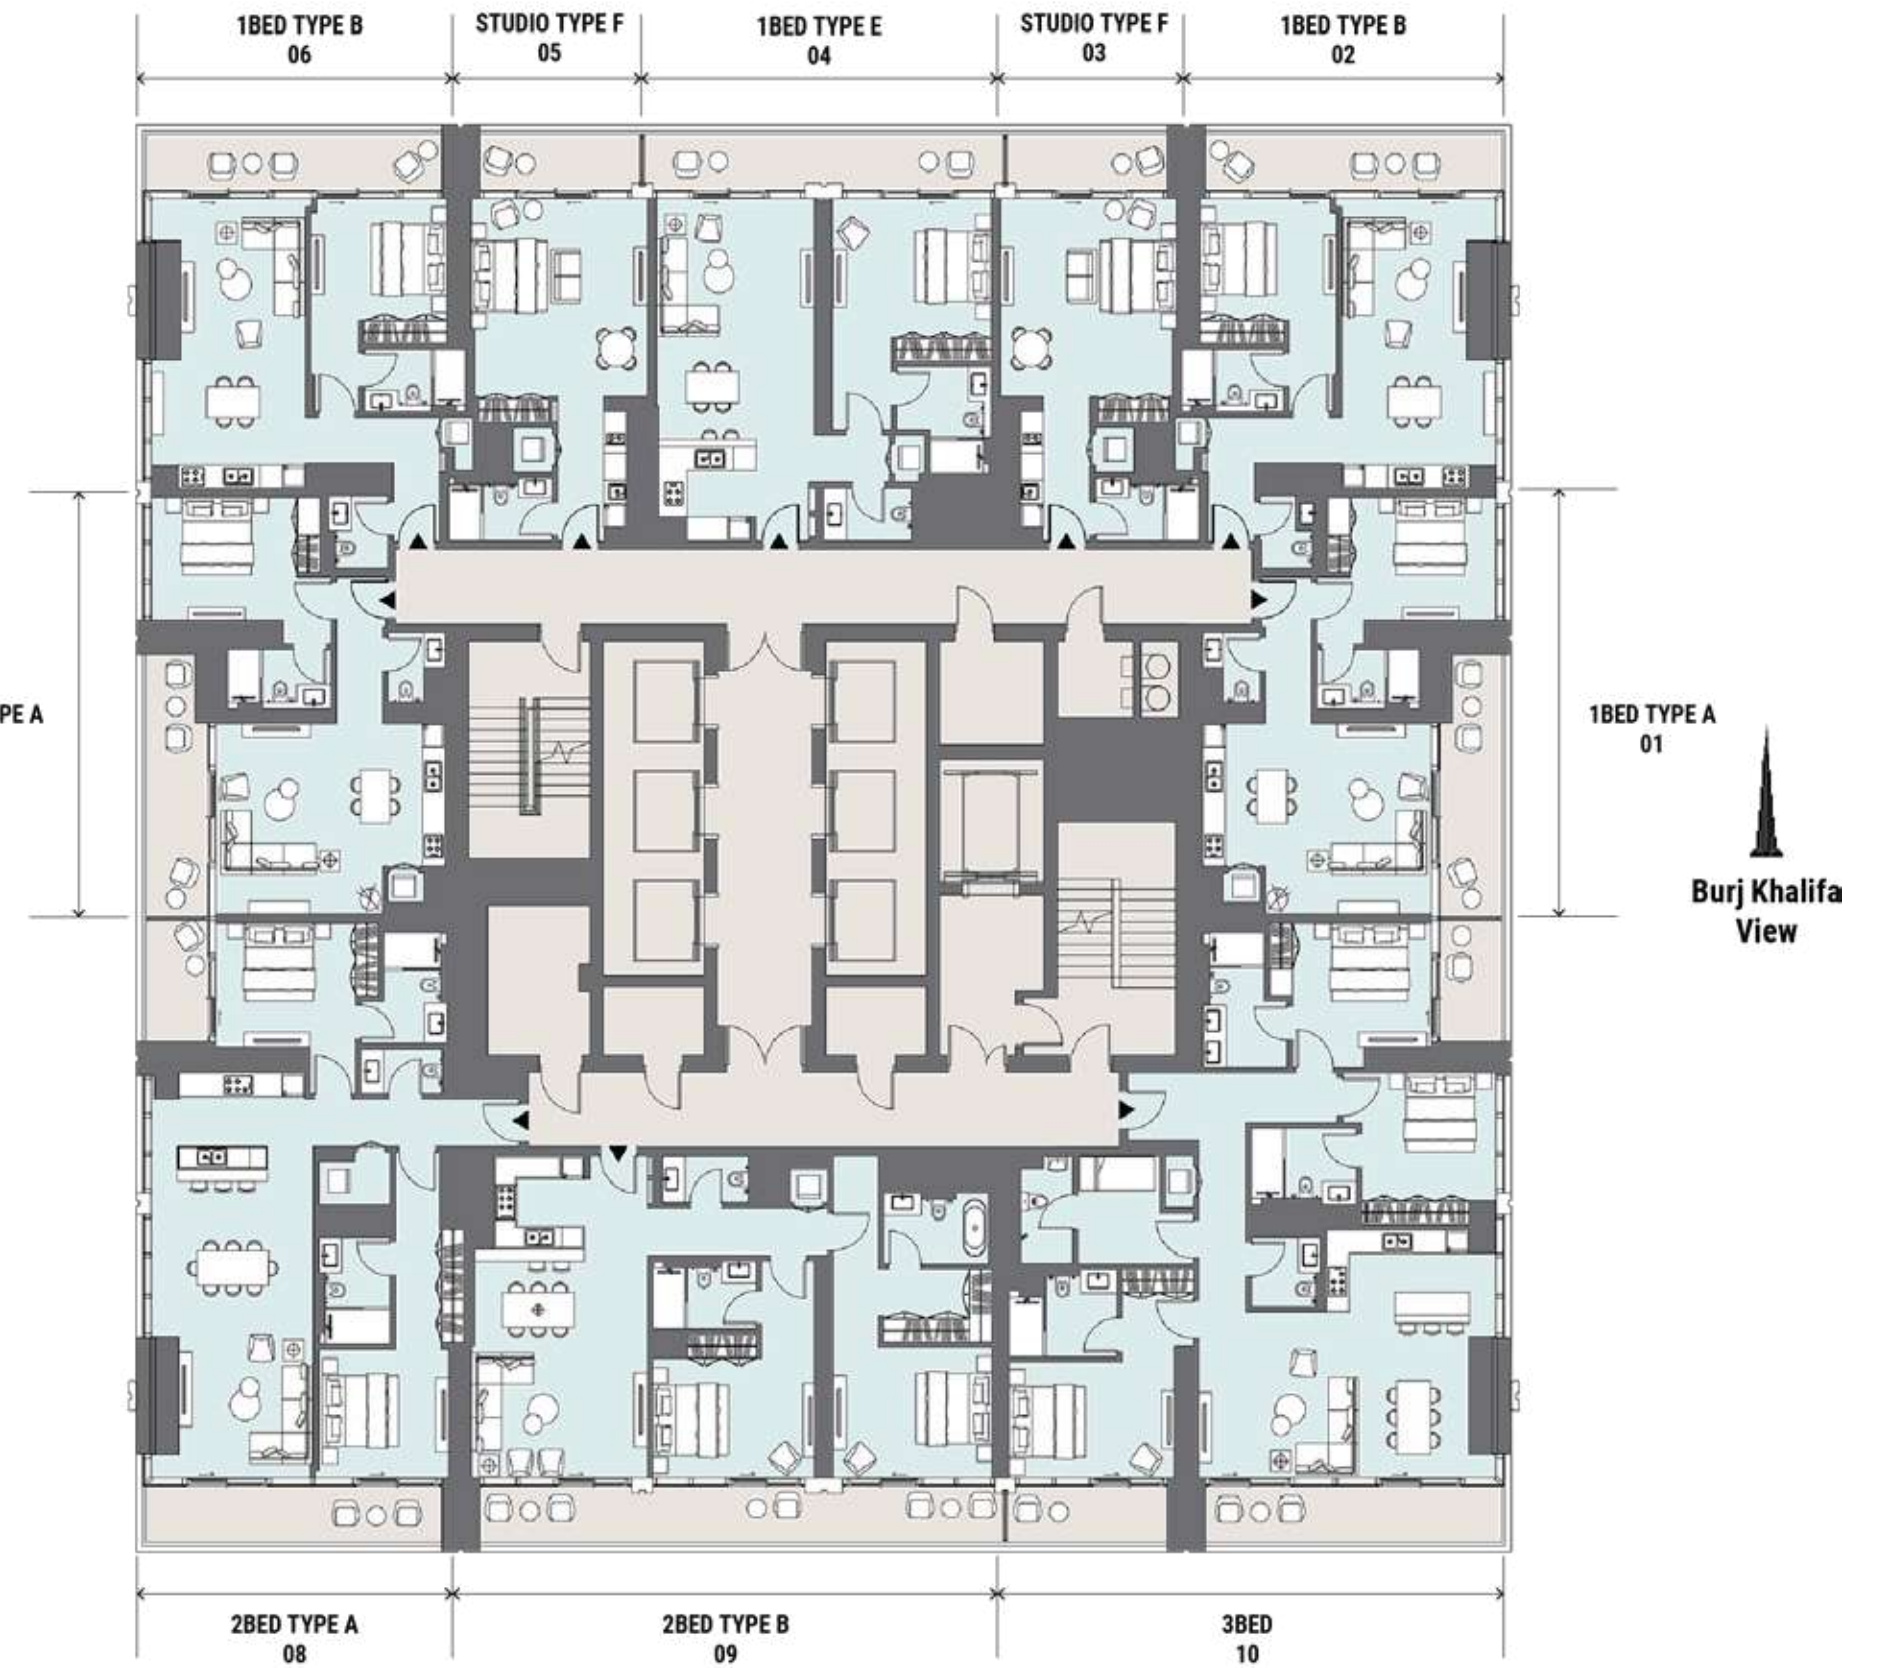 1BED TYPE B
06
STUDIO TYPE F
05
1BED TYPE E
04
STUDIO TYPE F
03
1BED TYPE B
02
PE A
1BED TYPE A
01
Burj Khalifa
View
2BED TYPE A
08
2BED TYPE B
09
3BED
10